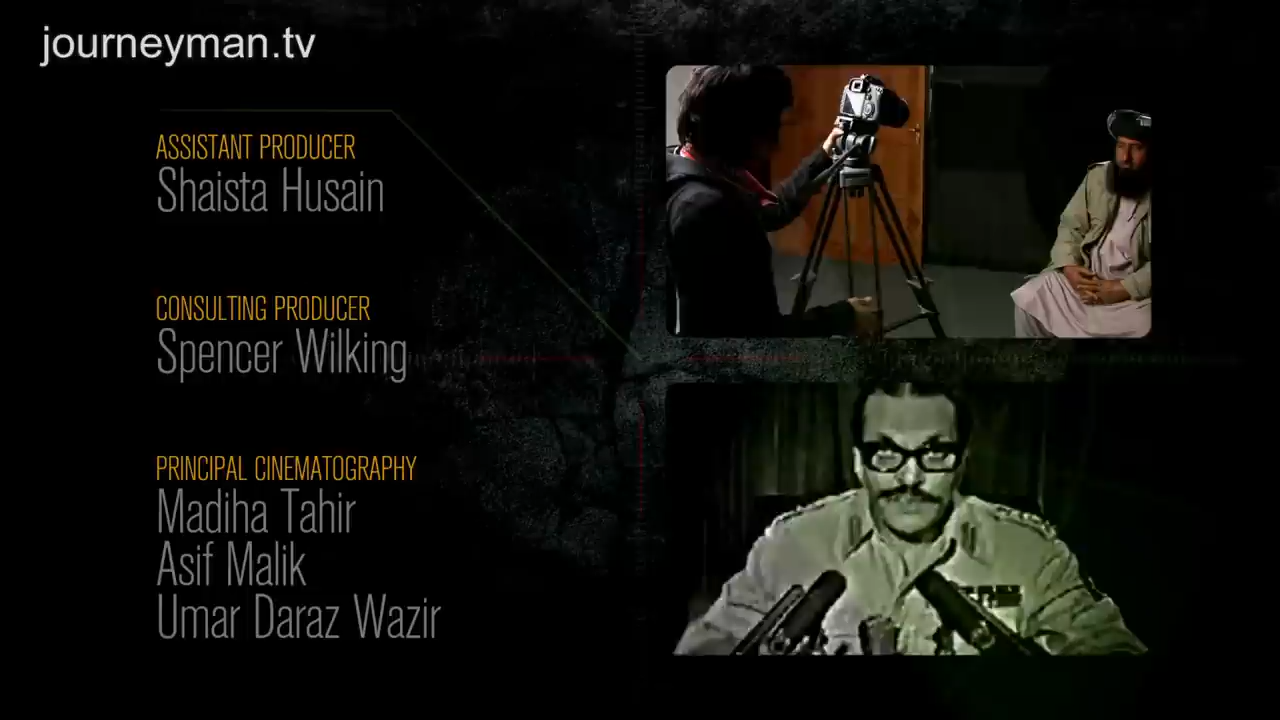 journeyman.tv
ASSISTANT PRODUCER
Shaista Husain
CONSULTING PRODUCER
Spencer Wilking
PRINCIPAL CINEMATOGRAPHY
Madiha Tahir
Asif Malik
Umar Daraz Wazir